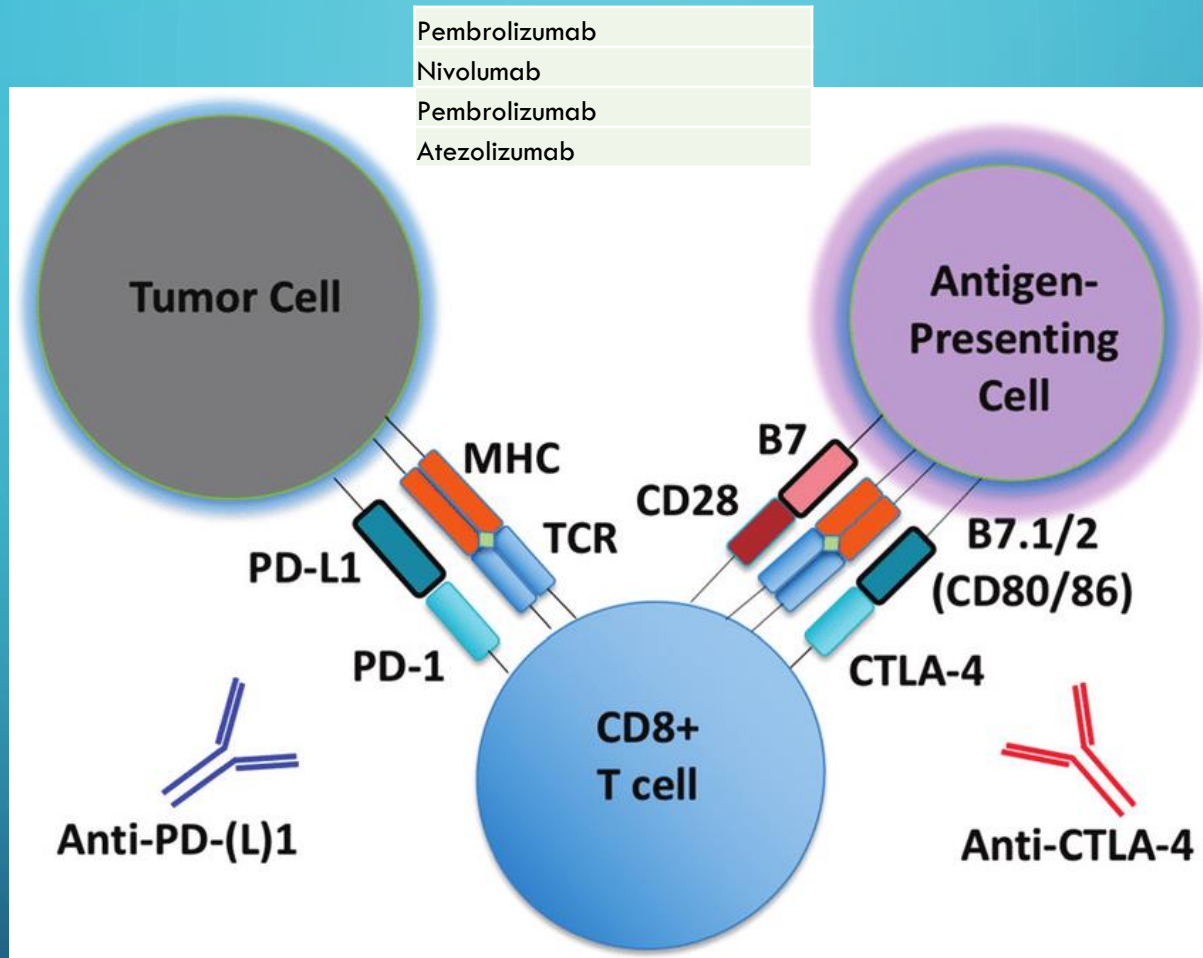 Pembrolizumab
Nivolumab
Pembrolizumab
Atezolizumab
Tumor Cell
Antigen-
Presenting
Cell
MHC
TCR
PD-L1
PD-1
B7
CD28
B7.1/2
(CD80/86)
CTLA-4
CD8+
T cell
Anti-PD-(L)1
Anti-CTLA-4